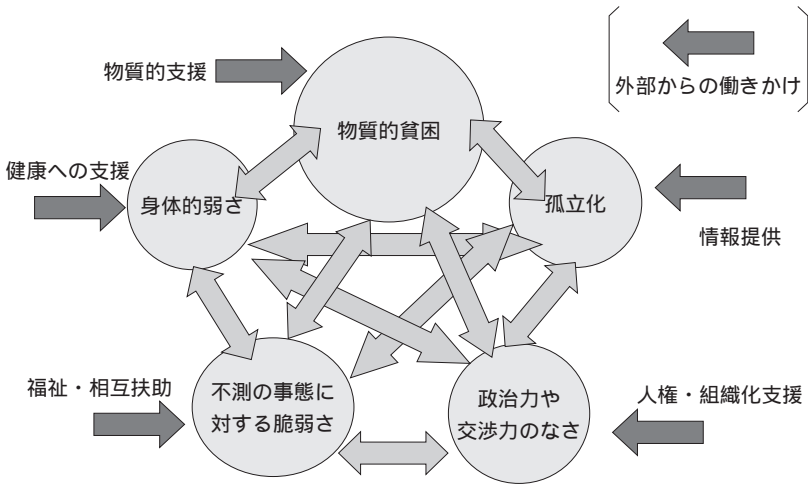 物質的支援
外部からの働きかけ
物質的貧困
健康への支援
身体的弱さ
孤立化
情報提供
福祉・相互扶助
不測の事態に
対する脆弱さ
政治力や
交渉力のなさ
人権・組織化支援